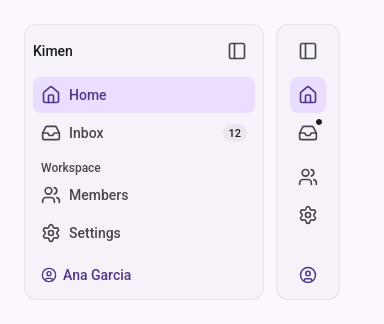 Kimen
Home
Inbox 12
Workspace
Members
Settings
Ana Garcia